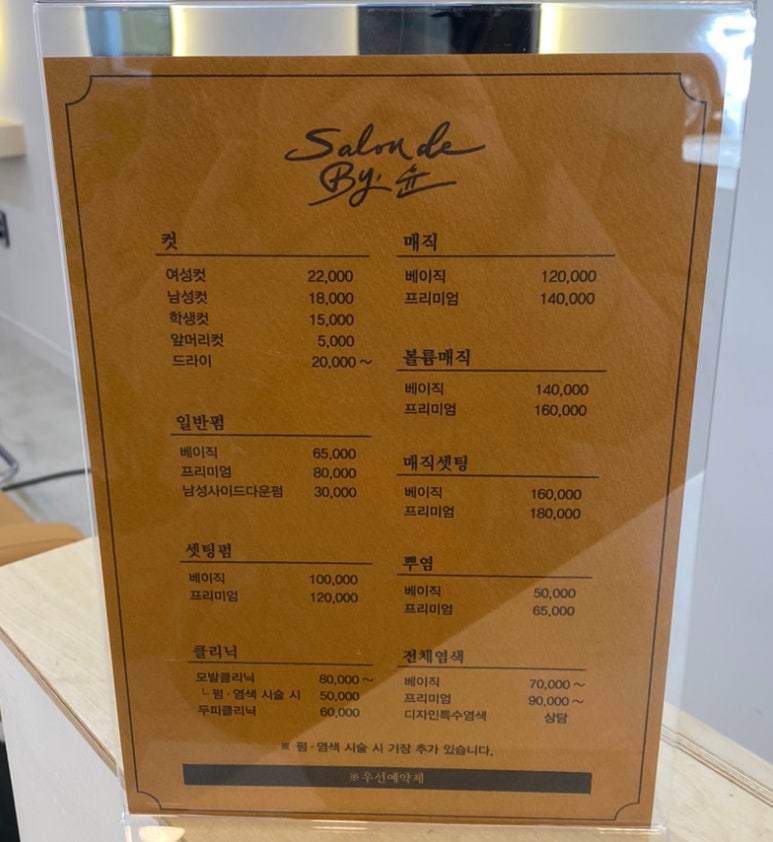 Salon de
By. 윤
컷
여성컷 22,000
남성컷 18,000
학생컷 15,000
앞머리컷 5,000
드라이 20,000~
일반펌
베이직 65,000
프리미엄 80,000
남성사이드다운펌 30,000
셋팅펌
베이직 100,000
프리미엄 120,000
클리닉
모발클리닉 80,000~
└펌·염색 시술 시 50,000
두피클리닉 60,000
매직
베이직 120,000
프리미엄 140,000
볼륨매직
베이직 140,000
프리미엄 160,000
매직셋팅
베이직 160,000
프리미엄 180,000
뿌염
베이직 50,000
프리미엄 65,000
전체염색
베이직 70,000~
프리미엄 90,000~
디자인특수염색 상담
※ 펌·염색 시술 시 기장 추가 있습니다.
※우선예약제